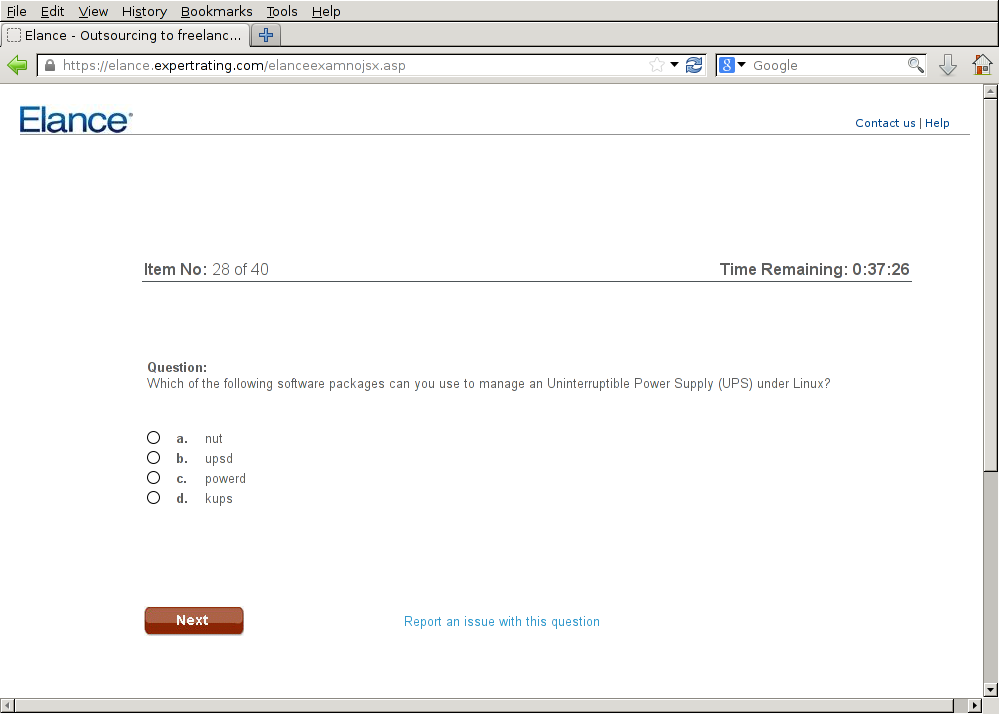 File Edit View History Bookmarks Tools Help
Elance - Outsourcing to freelanc...
https://elance.expertrating.com/elanceexamnojsx.asp
8 Google
Elance®
Contact us | Help
Item No: 28 of 40
Time Remaining: 0:37:26
Question:
Which of the following software packages can you use to manage an Uninterruptible Power Supply (UPS) under Linux?
a. nut
b. upsd
c. powerd
d. kups
Next
Report an issue with this question